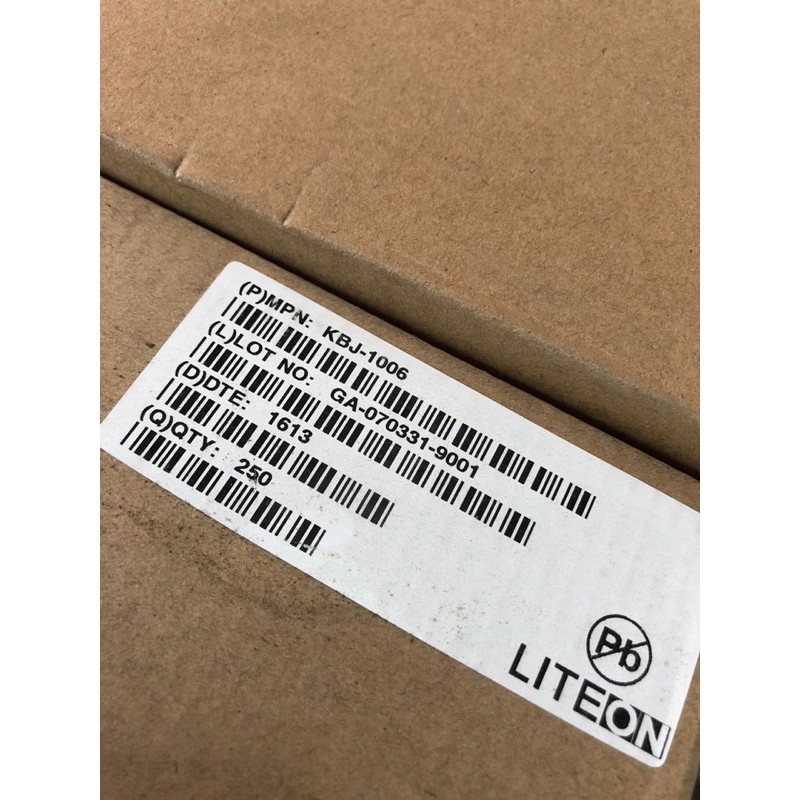 (P)MPN: KBJ-1006
(L)LOT NO: GA-070331-9001
(D)DTE: 1613
(Q)QTY: 250
Pb
LITEON